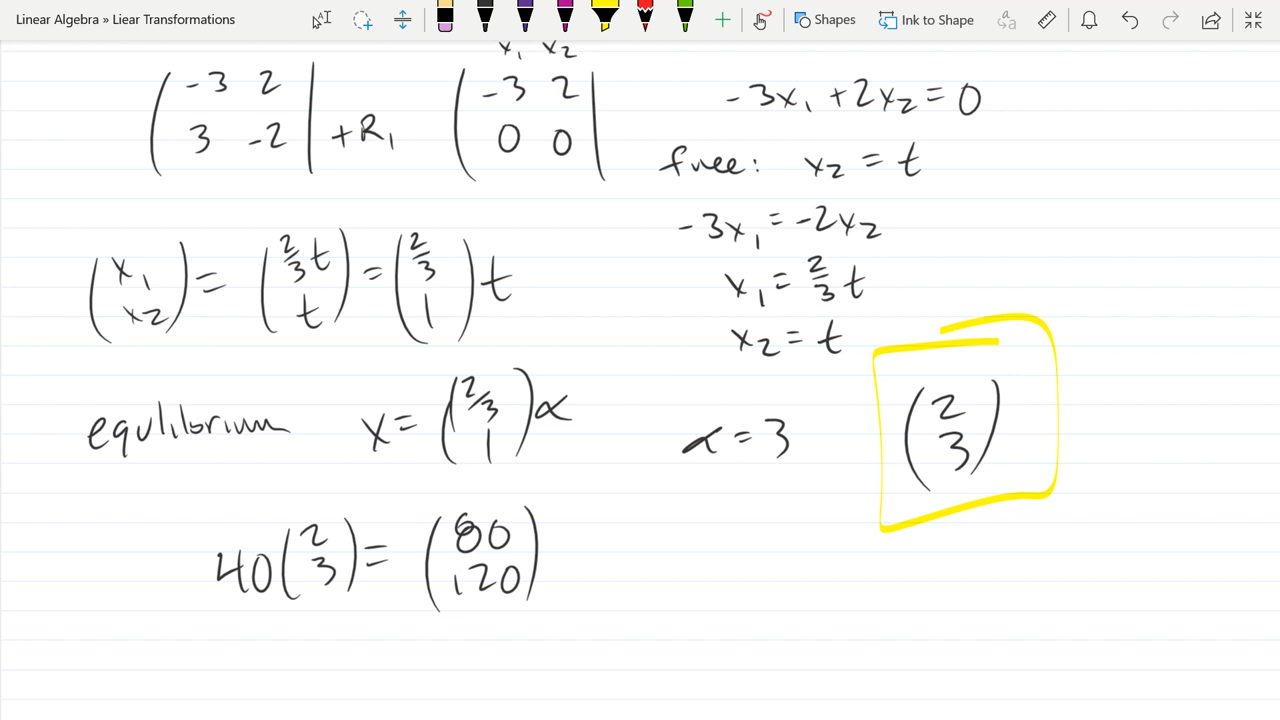 Linear Algebra » Liear Transformations
Shapes
Ink to Shape
x₁ x₂
( -3 2 | ( -3 2 | -3x₁ + 2x₂ = 0
( 3 -2 | +R₁ ( 0 0 | free: x₂ = t
-3x₁ = -2x₂
(x₁ x₂) = (2/3 t t) = (2/3 1) t
x₁ = 2/3 t
x₂ = t
equlibrium x = (2/3 1) α α = 3 (2 3)
40 (2 3) = (80 120)